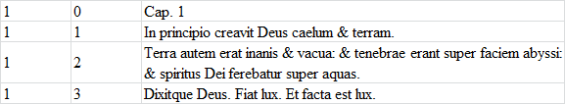 1 0 Cap. 1
1 1 In principio creavit Deus caelum & terram.
1 2 Terra autem erat inanis & vacua: & tenebrae erant super faciem abyssi:
& spiritus Dei ferebatur super aquas.
1 3 Dixitque Deus. Fiat lux. Et facta est lux.